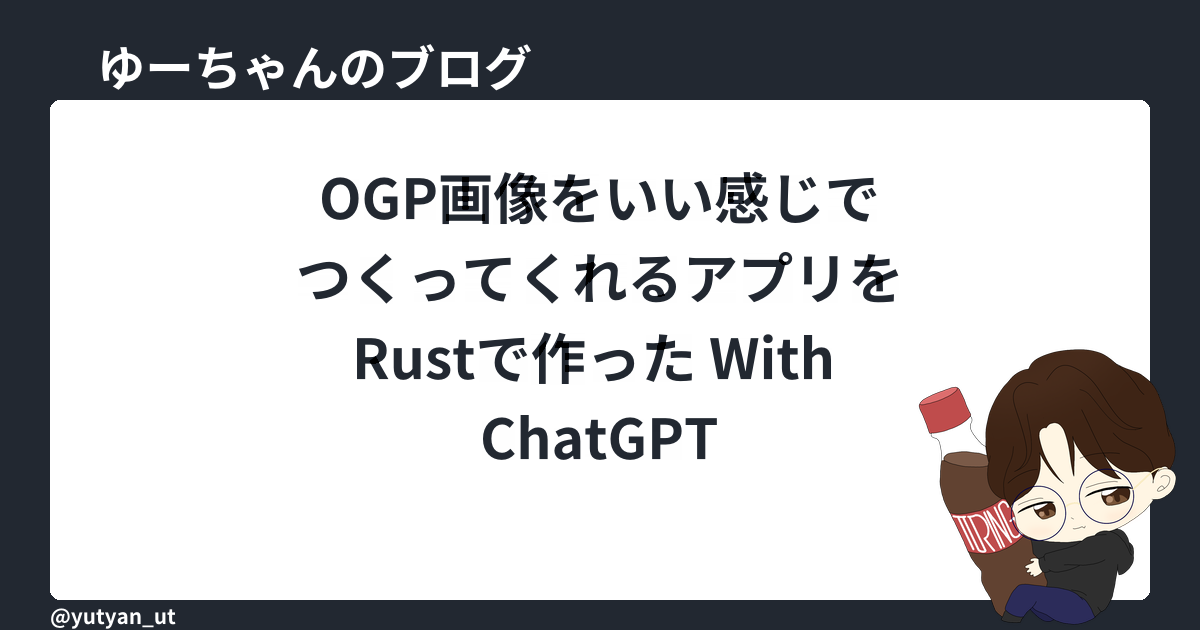 ゆーちゃんのブログ
OGP画像をいい感じで
つくってくれるアプリを
Rustで作った With
ChatGPT
TURING
@yutyan_ut